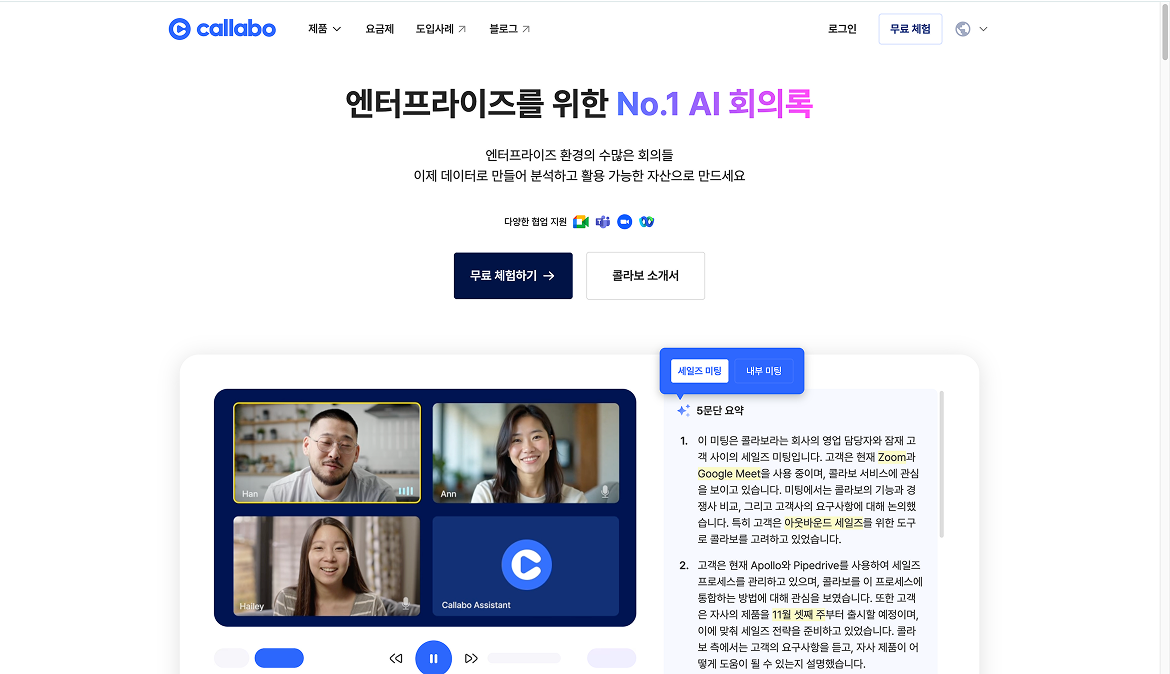 callabo
제품
요금제
도입사례
블로그
로그인
무료 체험
엔터프라이즈를 위한 No.1 AI 회의록
엔터프라이즈 환경의 수많은 회의들
이제 데이터로 만들어 분석하고 활용 가능한 자산으로 만드세요
다양한 협업 지원
무료 체험하기 →
콜라보 소개서
세일즈 미팅
내부 미팅
Han
Ann
Hailey
Callabo Assistant
5문단 요약
1. 이 미팅은 콜라보라는 회사의 영업 담당자와 잠재 고
객 사이의 세일즈 미팅입니다. 고객은 현재 Zoom과
Google Meet을 사용 중이며, 콜라보 서비스에 관심
을 보이고 있습니다. 미팅에서는 콜라보의 기능과 경
쟁사 비교, 그리고 고객사의 요구사항에 대해 논의했
습니다. 특히 고객은 아웃바운드 세일즈를 위한 도구
로 콜라보를 고려하고 있었습니다.
2. 고객은 현재 Apollo와 Pipedrive를 사용하여 세일즈
프로세스를 관리하고 있으며, 콜라보를 이 프로세스에
통합하는 방법에 대해 관심을 보였습니다. 또한 고객
은 자사의 제품을 11월 셋째 주부터 출시할 예정이며,
이에 맞춰 세일즈 전략을 준비하고 있었습니다. 콜라
보 측에서는 고객의 요구사항을 듣고, 자사 제품이 어
떻게 도움이 될 수 있는지 설명했습니다.